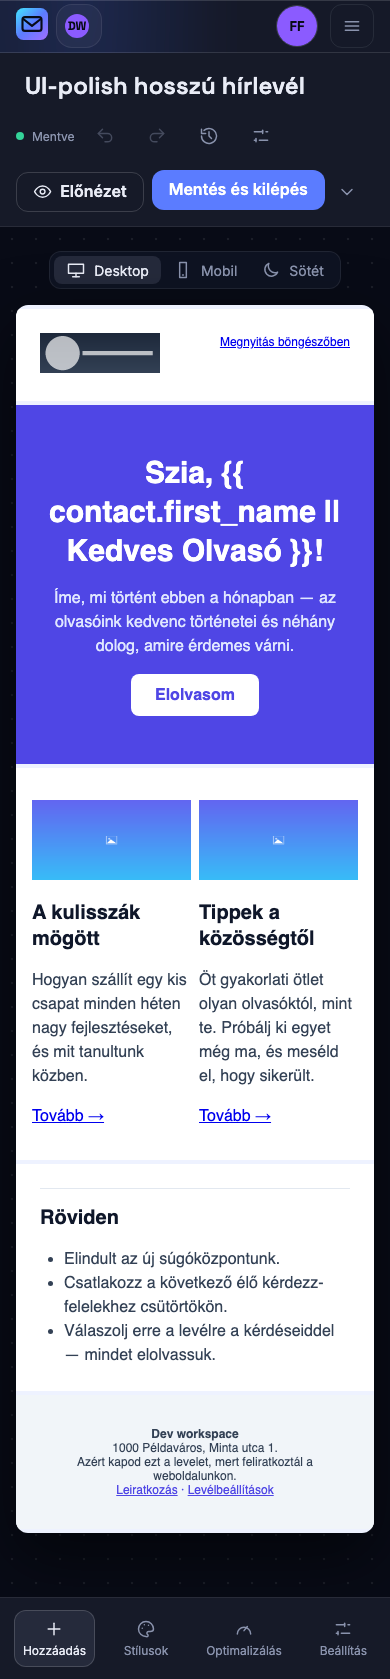 DW
FF
UI-polish hosszú hírlevél
Mentve
Előnézet
Mentés és kilépés
Desktop
Mobil
Sötét
Megnyitás böngészőben
Szia, {{
contact.first_name ||
Kedves Olvasó }}!
Íme, mi történt ebben a hónapban — az
olvasóink kedvenc történetei és néhány
dolog, amire érdemes várni.
Elolvasom
A kulisszák
mögött
Hogyan szállít egy kis
csapat minden héten
nagy fejlesztéseket,
és mit tanultunk
közben.
Tovább →
Tippek a
közösségtől
Öt gyakorlati ötlet
olyan olvasóktól, mint
te. Próbálj ki egyet
még ma, és meséld
el, hogy sikerült.
Tovább →
Röviden
• Elindult az új súgóközpontunk.
• Csatlakozz a következő élő kérdezz-
felelekhez csütörtökön.
• Válaszolj erre a levélre a kérdéseiddel
— mindet elolvassuk.
Dev workspace
1000 Példaváros, Minta utca 1.
Azért kapod ezt a levelet, mert feliratkoztál a
weboldalunkon.
Leiratkozás · Levélbeállítások
Hozzáadás
Stílusok
Optimalizálás
Beállítás